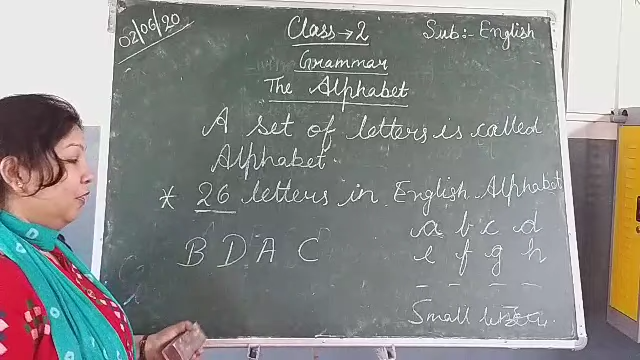 02/06/20
Class → 2
Sub:- English
Grammar
The Alphabet
A set of letters is called
Alphabet.
* 26 letters in English Alphabet
a b c d
B D A C
e f g h
- - - -
Small